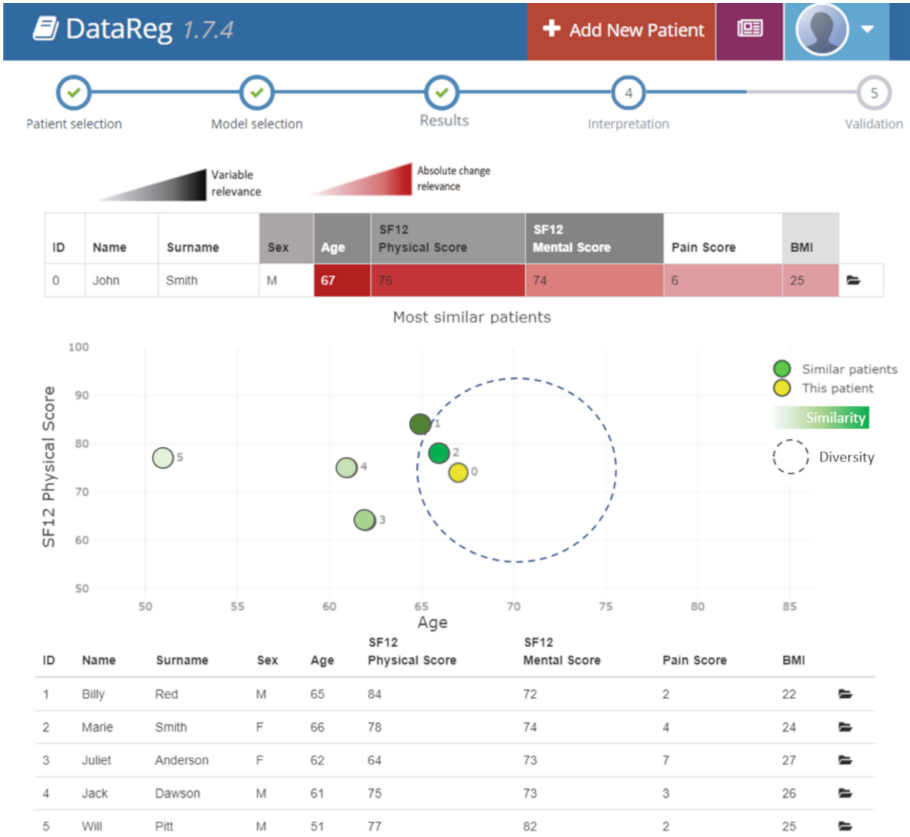 DataReg 1.7.4
Add New Patient
4
5
Patient selection
Model selection
Results
Interpretation
Validation
Variable
relevance
Absolute change
relevance
ID Name Surname Sex Age SF12 Physical Score SF12 Mental Score Pain Score BMI
0 John Smith M 67 76 74 6 25
Most similar patients
100
90
80
70
60
50
SF12 Physical Score
1
2
0
5
4
3
Similar patients
This patient
Similarity
Diversity
50 55 60 65 70 75 80 85
Age
ID Name Surname Sex Age SF12 Physical Score SF12 Mental Score Pain Score BMI
1 Billy Red M 65 84 72 2 22
2 Marie Smith F 66 78 74 4 24
3 Juliet Anderson F 62 64 73 7 27
4 Jack Dawson M 61 75 73 3 26
5 Will Pitt M 51 77 82 2 25